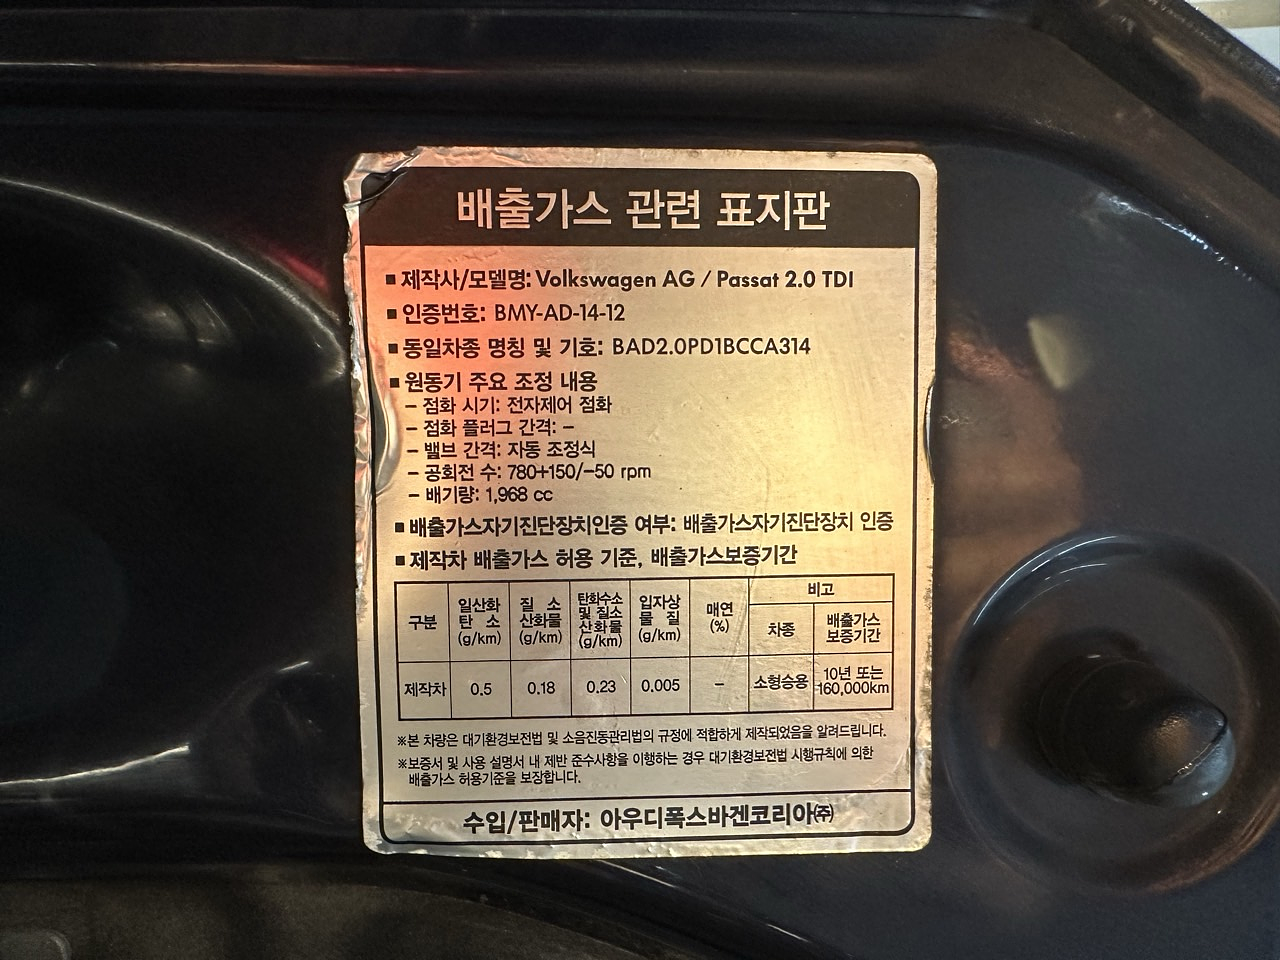 배출가스 관련 표지판
■ 제작사/모델명: Volkswagen AG / Passat 2.0 TDI
■ 인증번호: BMY-AD-14-12
■ 동일차종 명칭 및 기호: BAD2.0PD1BCCA314
■ 원동기 주요 조정 내용
– 점화 시기: 전자제어 점화
– 점화 플러그 간격: –
– 밸브 간격: 자동 조정식
– 공회전 수: 780+150/-50 rpm
– 배기량: 1,968 cc
■ 배출가스자기진단장치인증 여부: 배출가스자기진단장치 인증
■ 제작차 배출가스 허용 기준, 배출가스보증기간
구분 일산화 탄 소 (g/km) 질 소 산화물 (g/km) 탄화수소 및 질소 산화물 (g/km) 입자상 물 질 (g/km) 매연 (%) 비고
차종 배출가스 보증기간
제작차 0.5 0.18 0.23 0.005 – 소형승용 10년 또는 160,000km
※본 차량은 대기환경보전법 및 소음진동관리법의 규정에 적합하게 제작되었음을 알려드립니다.
※보증서 및 사용 설명서 내 제반 준수사항을 이행하는 경우 대기환경보전법 시행규칙에 의한
배출가스 허용기준을 보장합니다.
수입/판매자: 아우디폭스바겐코리아㈜